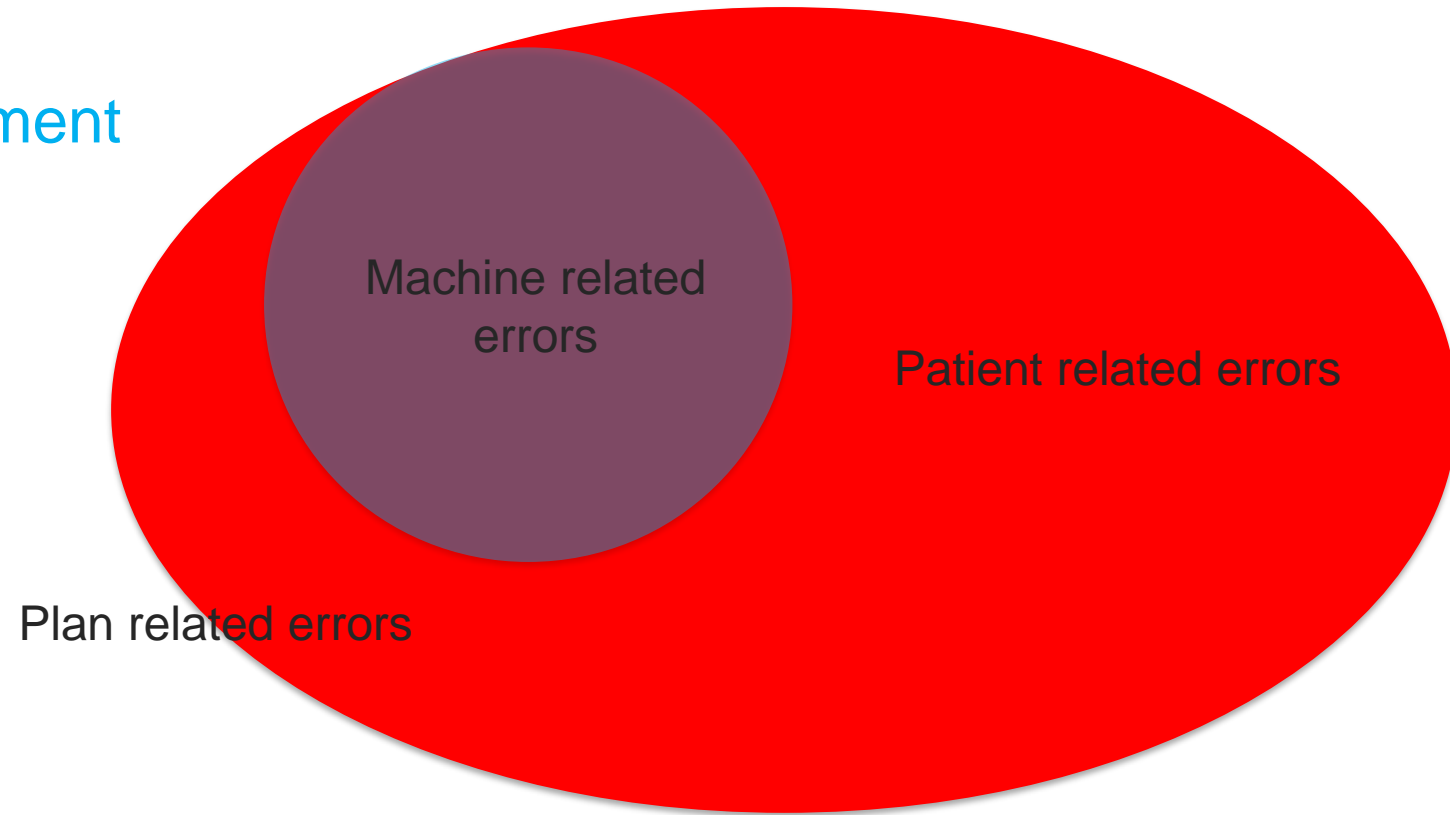 ment
Machine related
errors
Patient related errors
Plan related errors